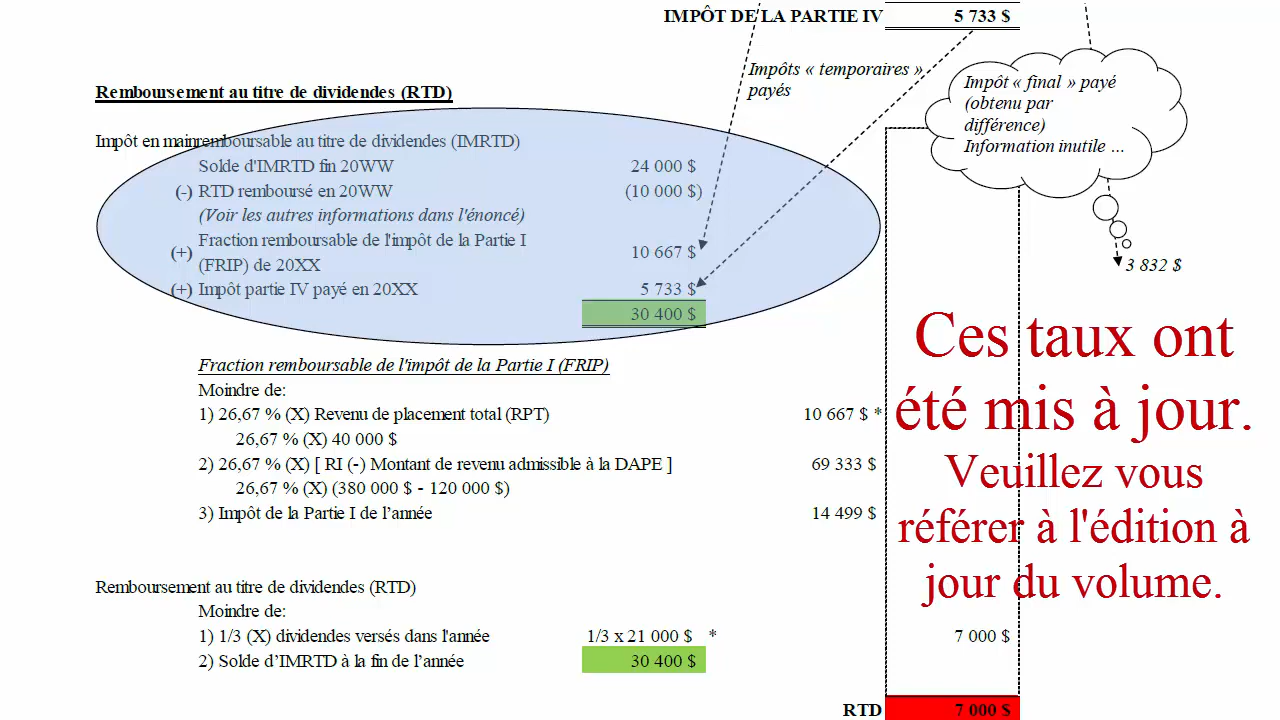 IMPÔT DE LA PARTIE IV 5 733 $
Impôts « temporaires »
payés
Impôt « final » payé
(obtenu par
différence)
Information inutile ...
3 832 $
Remboursement au titre de dividendes (RTD)
Impôt en main remboursable au titre de dividendes (IMRTD)
Solde d'IMRTD fin 20WW 24 000 $
(-) RTD remboursé en 20WW (10 000 $)
(Voir les autres informations dans l'énoncé)
Fraction remboursable de l'impôt de la Partie I
(+) (FRIP) de 20XX 10 667 $
(+) Impôt partie IV payé en 20XX 5 733 $
30 400 $
Fraction remboursable de l'impôt de la Partie I (FRIP)
Moindre de:
1) 26,67 % (X) Revenu de placement total (RPT) 10 667 $ *
26,67 % (X) 40 000 $
2) 26,67 % (X) [ RI (-) Montant de revenu admissible à la DAPE ] 69 333 $
26,67 % (X) (380 000 $ - 120 000 $)
3) Impôt de la Partie I de l'année 14 499 $
Ces taux ont
été mis à jour.
Veuillez vous
référer à l'édition à
jour du volume.
Remboursement au titre de dividendes (RTD)
Moindre de:
1) 1/3 (X) dividendes versés dans l'année 1/3 x 21 000 $ * 7 000 $
2) Solde d'IMRTD à la fin de l'année 30 400 $
RTD 7 000 $